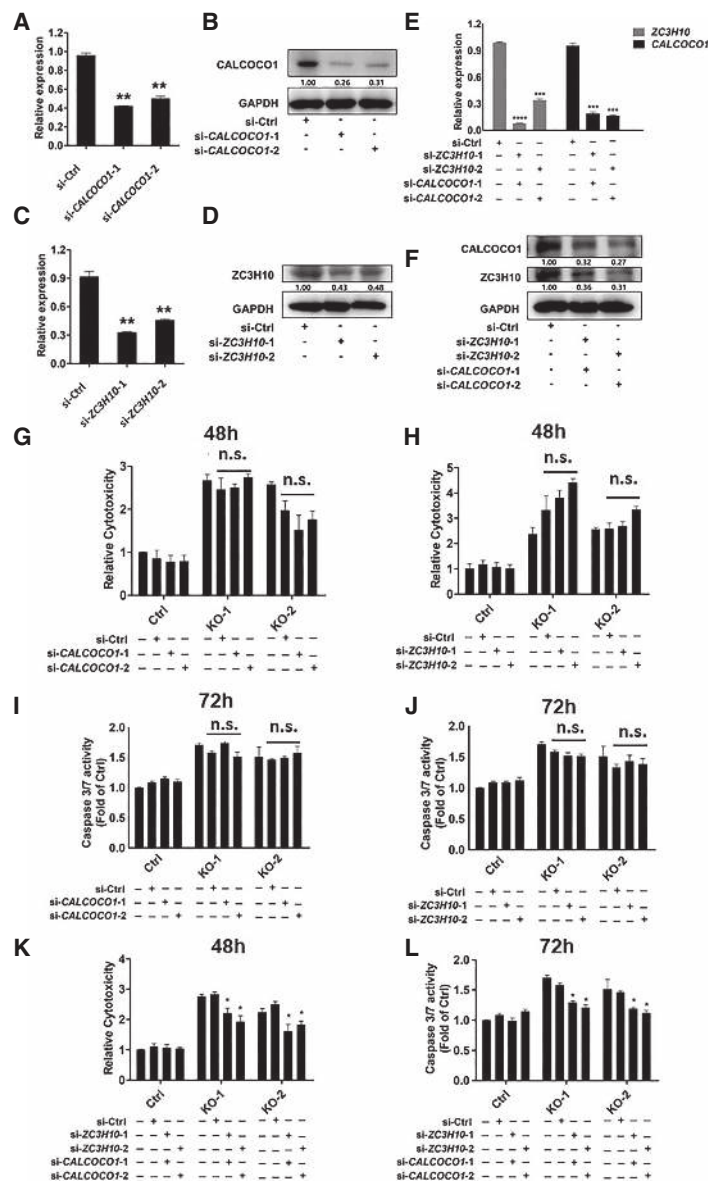 A
Relative expression
1.2
0.9
0.6
0.3
0.0
**
**
si-Ctrl
si-CALCOCO1-1
si-CALCOCO1-2
B
CALCOCO1
1.00 0.26 0.31
GAPDH
si-Ctrl + – –
si-CALCOCO1-1 – + –
si-CALCOCO1-2 – – +
E
ZC3H10
CALCOCO1
Relative expression
1.2
0.9
0.6
0.3
0.0
**** *** *** ***
si-Ctrl + – – + – –
si-ZC3H10-1 – + – – + –
si-ZC3H10-2 – – + – – +
si-CALCOCO1-1 – + – – + –
si-CALCOCO1-2 – – + – – +
C
Relative expression
1.2
0.9
0.6
0.3
0.0
**
**
si-Ctrl
si-ZC3H10-1
si-ZC3H10-2
D
ZC3H10
1.00 0.43 0.48
GAPDH
si-Ctrl + – –
si-ZC3H10-1 – + –
si-ZC3H10-2 – – +
F
CALCOCO1
1.00 0.32 0.27
ZC3H10
1.00 0.36 0.31
GAPDH
si-Ctrl + - -
si-ZC3H10-1 - + -
si-ZC3H10-2 - - +
si-CALCOCO1-1 - + -
si-CALCOCO1-2 - - +
G
48h
Relative Cytotoxicity
3
2
1
0
n.s.
n.s.
Ctrl KO-1 KO-2
si-Ctrl – + – – – + – – – + – –
si-CALCOCO1-1 – – + – – – + – – – + –
si-CALCOCO1-2 – – – + – – – + – – – +
H
48h
Relative Cytotoxicity
6
4
2
0
n.s.
n.s.
Ctrl KO-1 KO-2
si-Ctrl – + – – – + – – – + – –
si-ZC3H10-1 – – + – – – + – – – + –
si-ZC3H10-2 – – – + – – – + – – – +
I
72h
Caspase 3/7 activity
(Fold of Ctrl)
2.0
1.5
1.0
0.5
0.0
n.s.
n.s.
Ctrl KO-1 KO-2
si-Ctrl – + – – – + – – – + – –
si-CALCOCO1-1 – – + – – – + – – – + –
si-CALCOCO1-2 – – – + – – – + – – – +
J
72h
Caspase 3/7 activity
(Fold of Ctrl)
2.0
1.5
1.0
0.5
0.0
n.s.
n.s.
Ctrl KO-1 KO-2
si-Ctrl – + – – – + – – – + – –
si-ZC3H10-1 – – + – – – + – – – + –
si-ZC3H10-2 – – – + – – – + – – – +
K
48h
Relative Cytotoxicity
4
3
2
1
0
* * * *
Ctrl KO-1 KO-2
si-Ctrl – + – – – + – – – + – –
si-ZC3H10-1 – – + – – – + – – – + –
si-ZC3H10-2 – – – + – – – + – – – +
si-CALCOCO1-1 – – + – – – + – – – + –
si-CALCOCO1-2 – – – + – – – + – – – +
L
72h
Caspase 3/7 activity
(Fold of Ctrl)
2.0
1.5
1.0
0.5
0.0
* * * *
Ctrl KO-1 KO-2
si-Ctrl – + – – – + – – – + – –
si-ZC3H10-1 – – + – – – + – – – + –
si-ZC3H10-2 – – – + – – – + – – – +
si-CALCOCO1-1 – – + – – – + – – – + –
si-CALCOCO1-2 – – – + – – – + – – – +